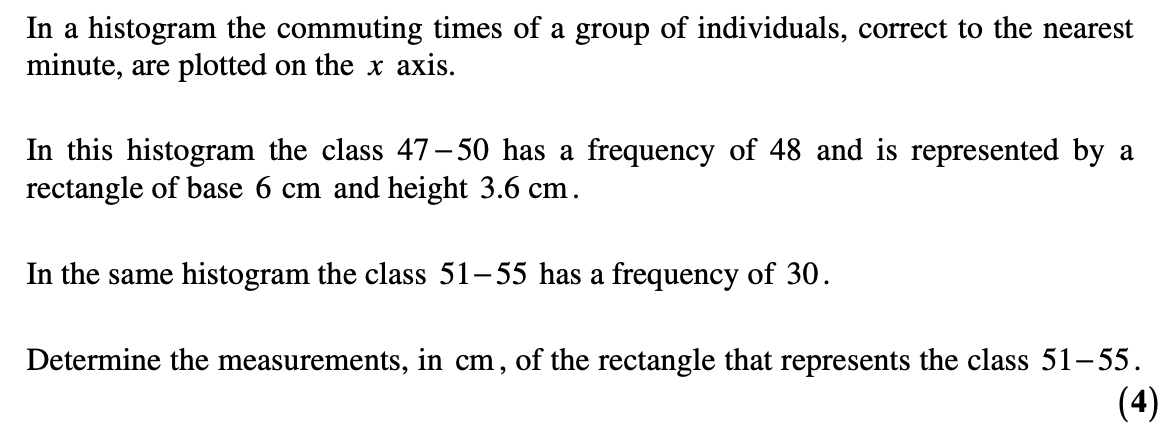 In a histogram the commuting times of a group of individuals, correct to the nearest
minute, are plotted on the x axis.
In this histogram the class 47–50 has a frequency of 48 and is represented by a
rectangle of base 6 cm and height 3.6 cm.
In the same histogram the class 51–55 has a frequency of 30.
Determine the measurements, in cm, of the rectangle that represents the class 51–55.
(4)